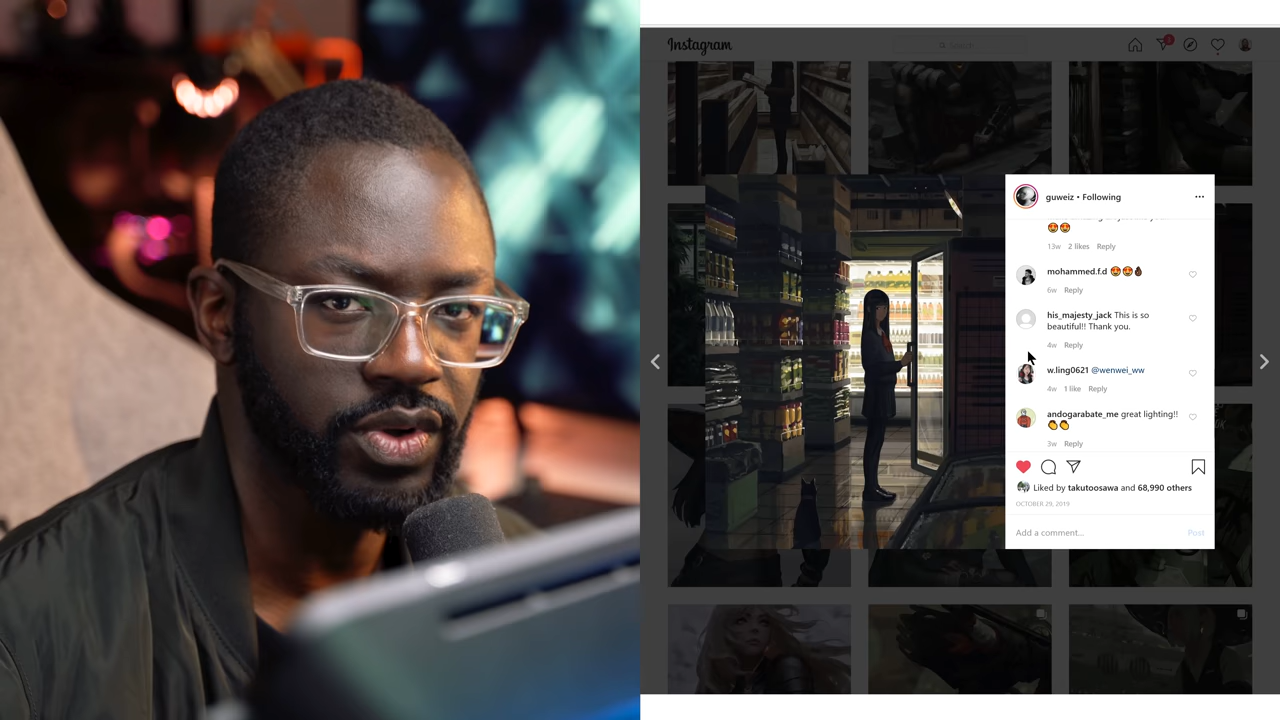 Instagram
Search
guweiz • Following
😍😍
13w 2 likes Reply
mohammed.f.d 😍😍
6w Reply
his_majesty_jack This is so
beautiful!! Thank you.
4w Reply
w.ling0621 @wenwei_ww
4w 1 like Reply
andogarabate_me great lighting!!
👏👏
3w Reply
Liked by takutoosawa and 68,990 others
OCTOBER 29, 2019
Add a comment...
Post